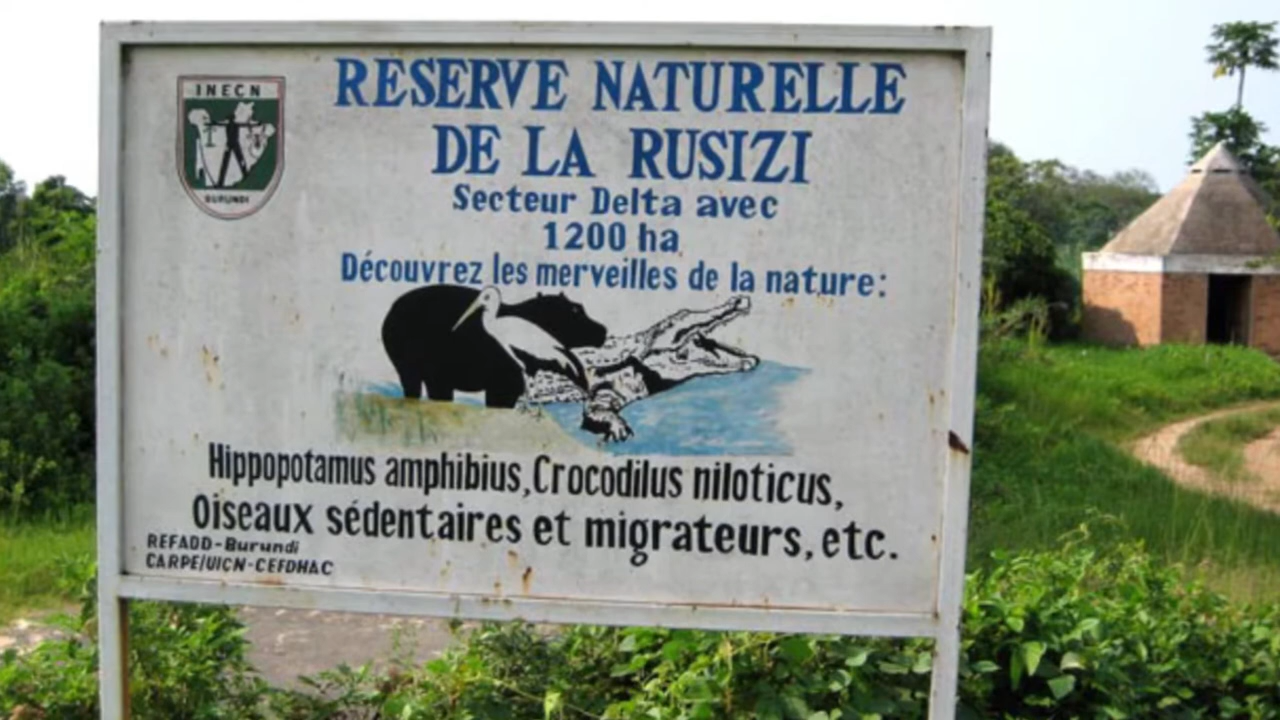 INECN
BURUNDI
RESERVE NATURELLE
DE LA RUSIZI
Secteur Delta avec
1200 ha
Découvrez les merveilles de la nature:
Hippopotamus amphibius, Crocodilus niloticus,
Oiseaux sédentaires et migrateurs, etc.
REFADD-Burundi
CARPE/UICN-CEFDHAC